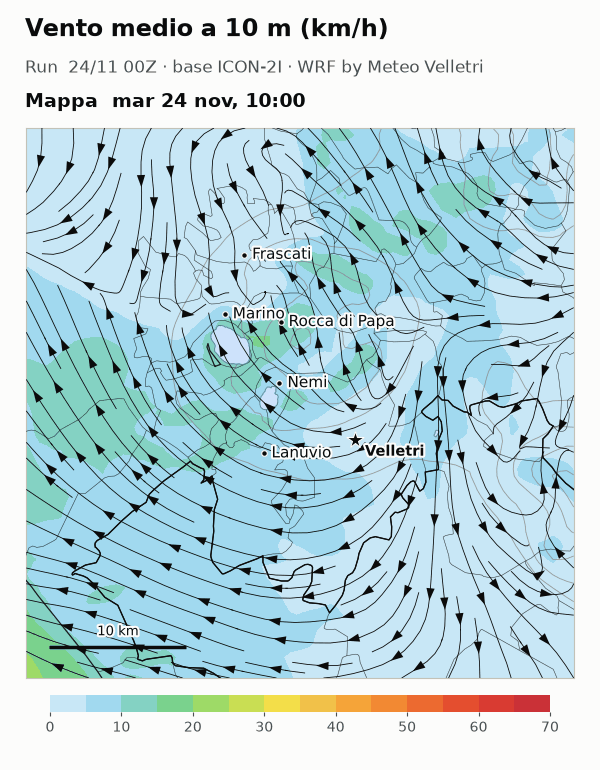 Vento medio a 10 m (km/h)
Run  24/11 00Z · base ICON-2I · WRF by Meteo Velletri
Mappa  mar 24 nov, 10:00
Frascati
Marino
Rocca di Papa
Nemi
Velletri
Lanuvio
10 km
0 10 20 30 40 50 60 70